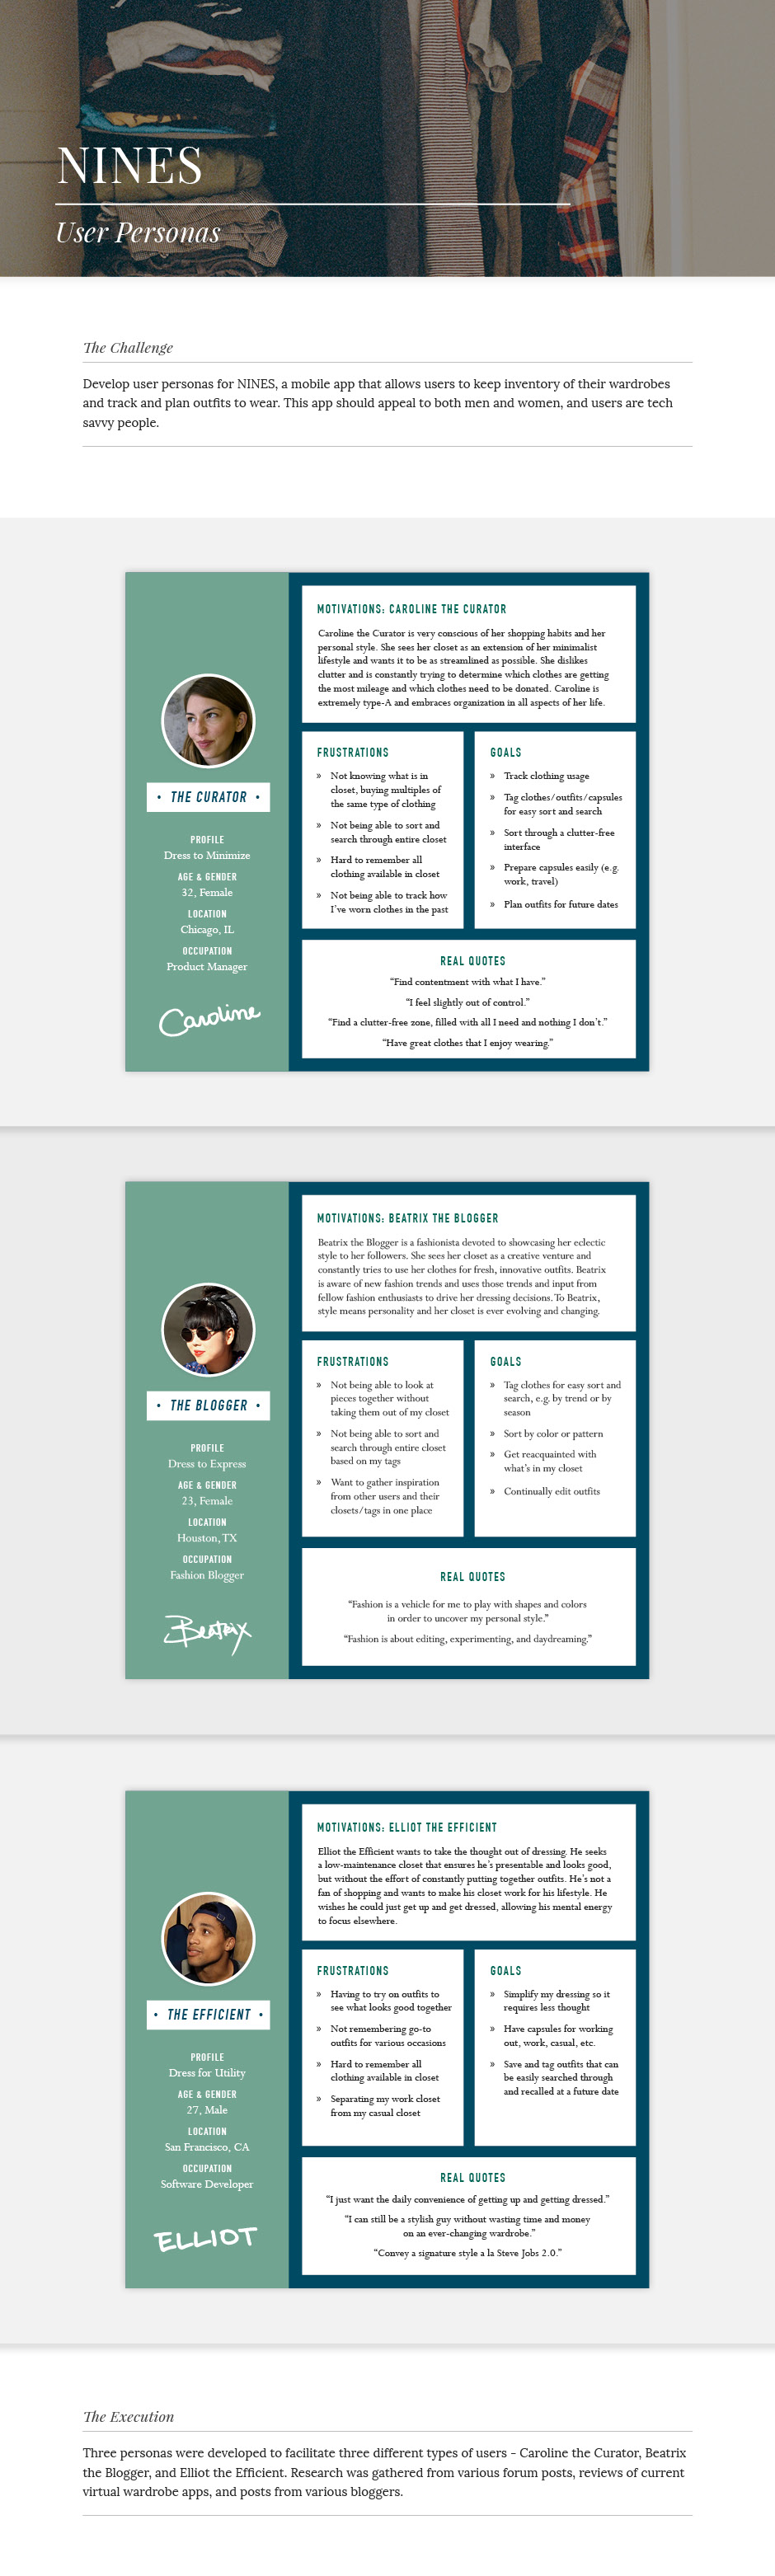 NINES
User Personas
The Challenge
Develop user personas for NINES, a mobile app that allows users to keep inventory of their wardrobes
and track and plan outfits to wear. This app should appeal to both men and women, and users are tech
savvy people.
• THE CURATOR •
PROFILE
Dress to Minimize
AGE & GENDER
32, Female
LOCATION
Chicago, IL
OCCUPATION
Product Manager
Caroline
MOTIVATIONS: CAROLINE THE CURATOR
Caroline the Curator is very conscious of her shopping habits and her
personal style. She sees her closet as an extension of her minimalist
lifestyle and wants it to be as streamlined as possible. She dislikes
clutter and is constantly trying to determine which clothes are getting
the most mileage and which clothes need to be donated. Caroline is
extremely type-A and embraces organization in all aspects of her life.
FRUSTRATIONS
» Not knowing what is in
closet, buying multiples of
the same type of clothing
» Not being able to sort and
search through entire closet
» Hard to remember all
clothing available in closet
» Not being able to track how
I've worn clothes in the past
GOALS
» Track clothing usage
» Tag clothes/outfits/capsules
for easy sort and search
» Sort through a clutter-free
interface
» Prepare capsules easily (e.g.
work, travel)
» Plan outfits for future dates
REAL QUOTES
"Find contentment with what I have."
"I feel slightly out of control."
"Find a clutter-free zone, filled with all I need and nothing I don't."
"Have great clothes that I enjoy wearing."
• THE BLOGGER •
PROFILE
Dress to Express
AGE & GENDER
23, Female
LOCATION
Houston, TX
OCCUPATION
Fashion Blogger
Beatrix
MOTIVATIONS: BEATRIX THE BLOGGER
Beatrix the Blogger is a fashionista devoted to showcasing her eclectic
style to her followers. She sees her closet as a creative venture and
constantly tries to use her clothes for fresh, innovative outfits. Beatrix
is aware of new fashion trends and uses those trends and input from
fellow fashion enthusiasts to drive her dressing decisions. To Beatrix,
style means personality and her closet is ever evolving and changing.
FRUSTRATIONS
» Not being able to look at
pieces together without
taking them out of my closet
» Not being able to sort and
search through entire closet
based on my tags
» Want to gather inspiration
from other users and their
closets/tags in one place
GOALS
» Tag clothes for easy sort and
search, e.g. by trend or by
season
» Sort by color or pattern
» Get reacquainted with
what's in my closet
» Continually edit outfits
REAL QUOTES
"Fashion is a vehicle for me to play with shapes and colors
in order to uncover my personal style."
"Fashion is about editing, experimenting, and daydreaming."
• THE EFFICIENT •
PROFILE
Dress for Utility
AGE & GENDER
27, Male
LOCATION
San Francisco, CA
OCCUPATION
Software Developer
ELLIOT
MOTIVATIONS: ELLIOT THE EFFICIENT
Elliot the Efficient wants to take the thought out of dressing. He seeks
a low-maintenance closet that ensures he's presentable and looks good,
but without the effort of constantly putting together outfits. He's not a
fan of shopping and wants to make his closet work for his lifestyle. He
wishes he could just get up and get dressed, allowing his mental energy
to focus elsewhere.
FRUSTRATIONS
» Having to try on outfits to
see what looks good together
» Not remembering go-to
outfits for various occasions
» Hard to remember all
clothing available in closet
» Separating my work closet
from my casual closet
GOALS
» Simplify my dressing so it
requires less thought
» Have capsules for working
out, work, casual, etc.
» Save and tag outfits that can
be easily searched through
and recalled at a future date
REAL QUOTES
"I just want the daily convenience of getting up and getting dressed."
"I can still be a stylish guy without wasting time and money
on an ever-changing wardrobe."
"Convey a signature style a la Steve Jobs 2.0."
The Execution
Three personas were developed to facilitate three different types of users - Caroline the Curator, Beatrix
the Blogger, and Elliot the Efficient. Research was gathered from various forum posts, reviews of current
virtual wardrobe apps, and posts from various bloggers.